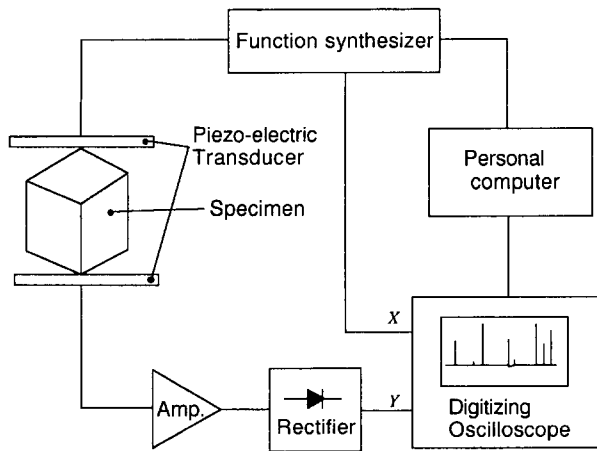 Function synthesizer
Piezo-electric
Transducer
Personal
computer
Specimen
X
Amp.
Rectifier
Y
Digitizing
Oscilloscope